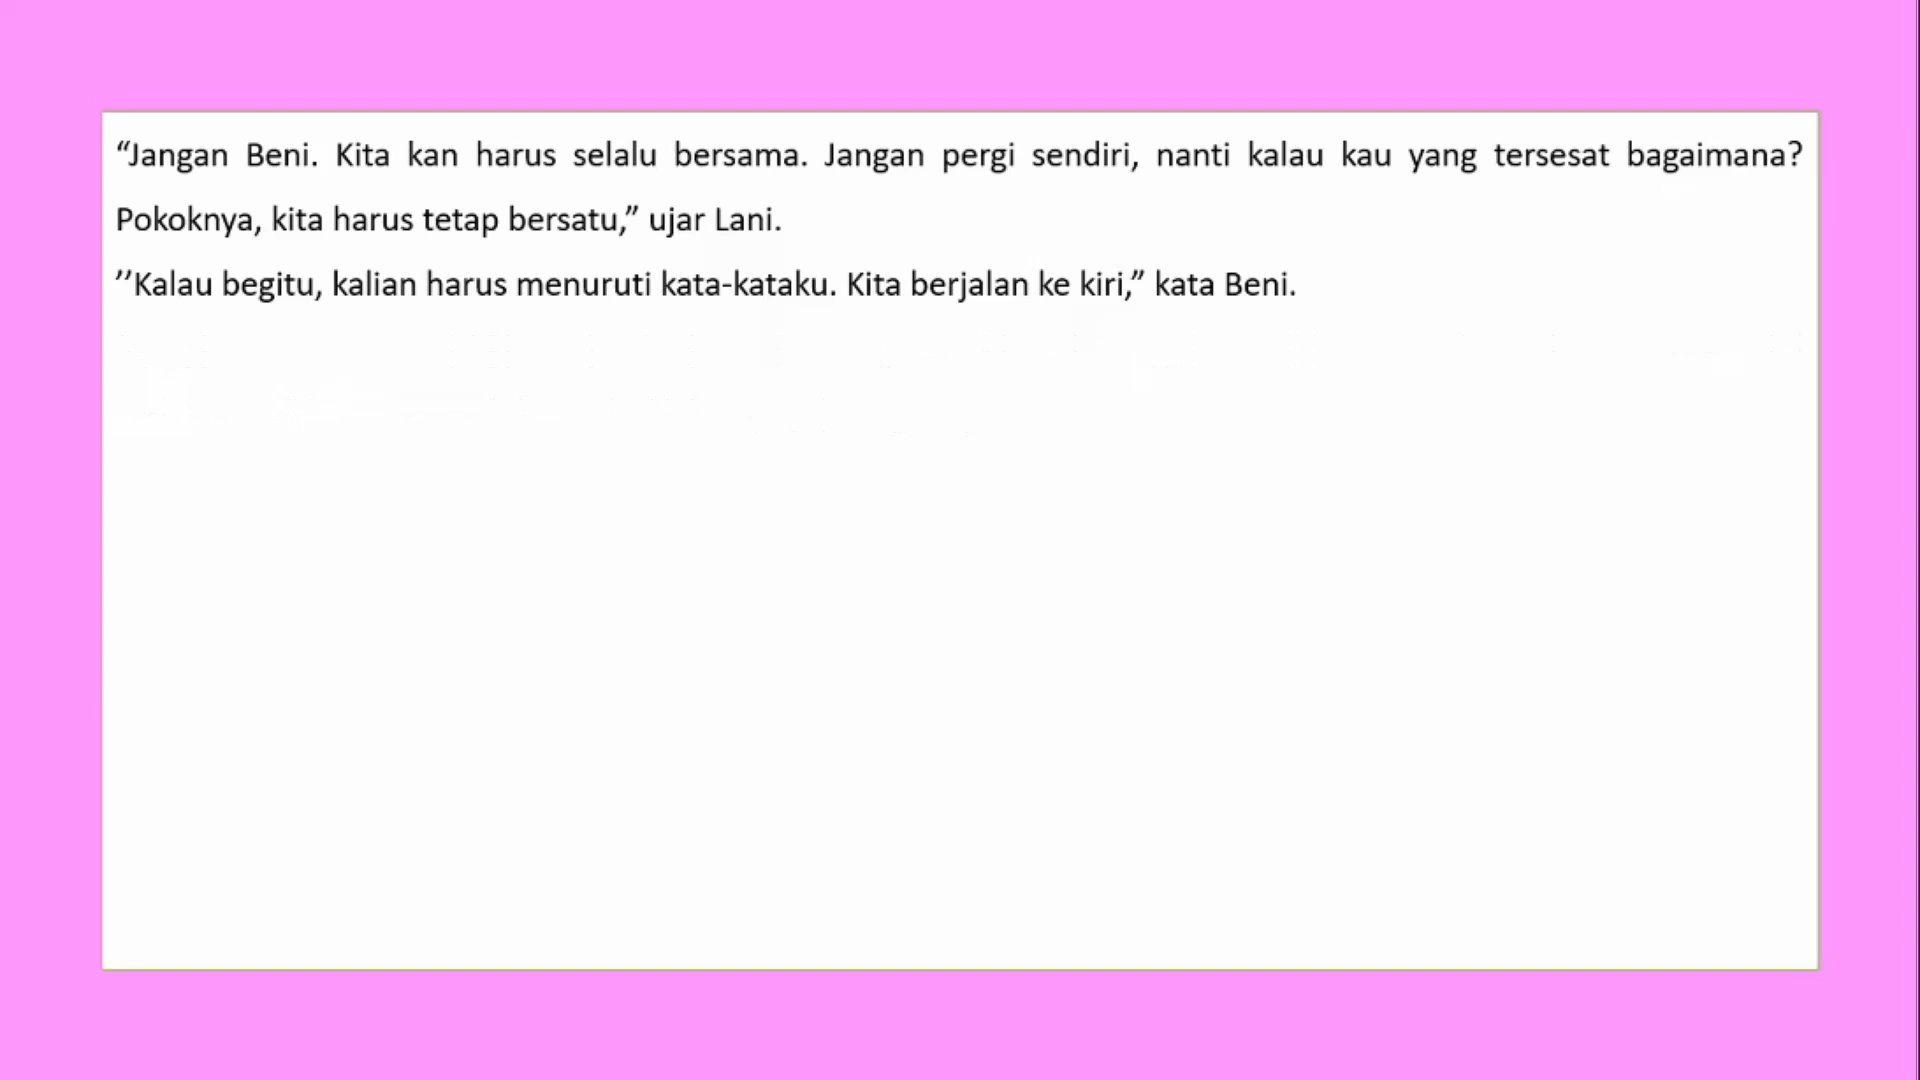 “Jangan Beni. Kita kan harus selalu bersama. Jangan pergi sendiri, nanti kalau kau yang tersesat bagaimana?
Pokoknya, kita harus tetap bersatu,” ujar Lani.
’’Kalau begitu, kalian harus menuruti kata-kataku. Kita berjalan ke kiri,” kata Beni.